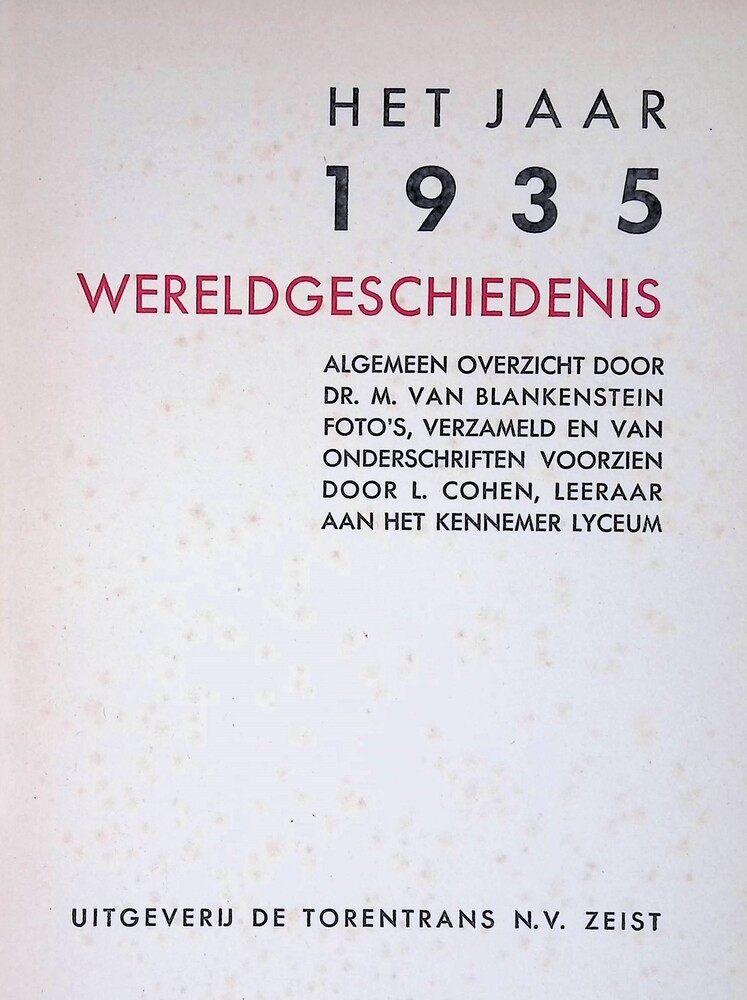 HET JAAR
1935
WERELDGESCHIEDENIS
ALGEMEEN OVERZICHT DOOR
DR. M. VAN BLANKENSTEIN
FOTO'S, VERZAMELD EN VAN
ONDERSCHRIFTEN VOORZIEN
DOOR L. COHEN, LEERAAR
AAN HET KENNEMER LYCEUM
UITGEVERIJ DE TORENTRANS N.V. ZEIST